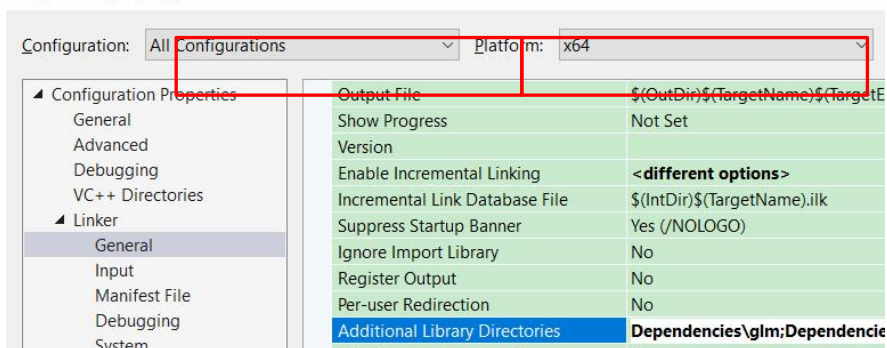 Configuration: All Configurations Platform: x64
Configuration Properties
General
Advanced
Debugging
VC++ Directories
Linker
General
Input
Manifest File
Debugging
System
Output File $(OutDir)$(TargetName)$(TargetE
Show Progress Not Set
Version
Enable Incremental Linking <different options>
Incremental Link Database File $(IntDir)$(TargetName).ilk
Suppress Startup Banner Yes (/NOLOGO)
Ignore Import Library No
Register Output No
Per-user Redirection No
Additional Library Directories Dependencies\glm;Dependencie